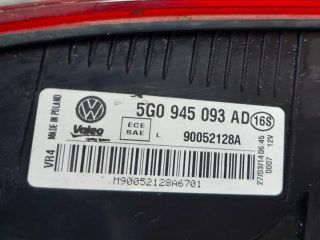 5G0 945 093 AD 16S
MADE IN POLAND
Valeo
ECE
SAE L
90052128A
VR4
M90052128A6701
27/03/14 06:45
0007 12V